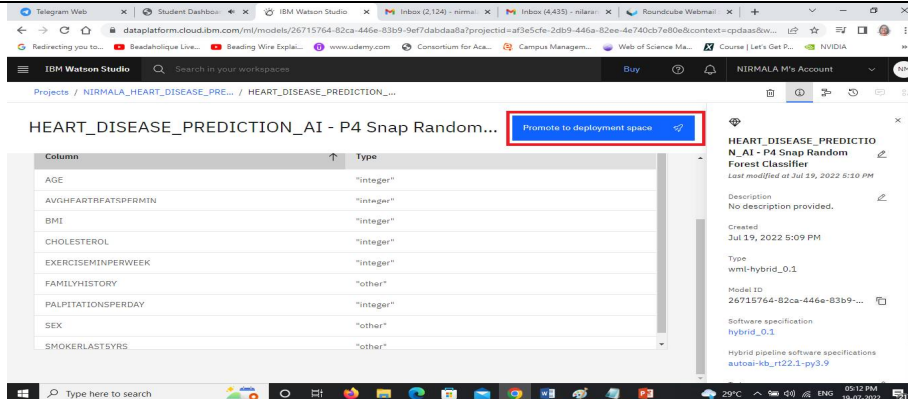 Telegram Web
Student Dashboa
IBM Watson Studio
Inbox (2,124) - nirmal
Inbox (4,435) - nilaran
Roundcube Webmail
dataplatform.cloud.ibm.com/ml/models/26715764-82ca-446e-83b9-9ef7dabdaa8a?projectid=af3e5cfe-2db9-446a-82ee-4e740cb7e80e&context=cpdaas&w...
Redirecting you to...
Beadaholique Live...
Beading Wire Explai...
www.udemy.com
Consortium for Aca...
Campus Managem...
Web of Science Ma...
Course | Let's Get P...
NVIDIA
IBM Watson Studio
Search in your workspaces
Buy
NIRMALA M's Account
NM
Projects / NIRMALA_HEART_DISEASE_PRE... / HEART_DISEASE_PREDICTION_...
HEART_DISEASE_PREDICTION_AI - P4 Snap Random...
Promote to deployment space
Column Type
AGE "integer"
AVGHEARTBEATSPERMIN "integer"
BMI "integer"
CHOLESTEROL "integer"
EXERCISEMINPERWEEK "integer"
FAMILYHISTORY "other"
PALPITATIONSPERDAY "integer"
SEX "other"
SMOKERLAST5YRS "other"
HEART_DISEASE_PREDICTIO
N_AI - P4 Snap Random
Forest Classifier
Last modified at Jul 19, 2022 5:10 PM
Description
No description provided.
Created
Jul 19, 2022 5:09 PM
Type
wml-hybrid_0.1
Model ID
26715764-82ca-446e-83b9-...
Software specification
hybrid_0.1
Hybrid pipeline software specifications
autoai-kb_rt22.1-py3.9
Type here to search
29°C
ENG
05:12 PM
19-07-2022